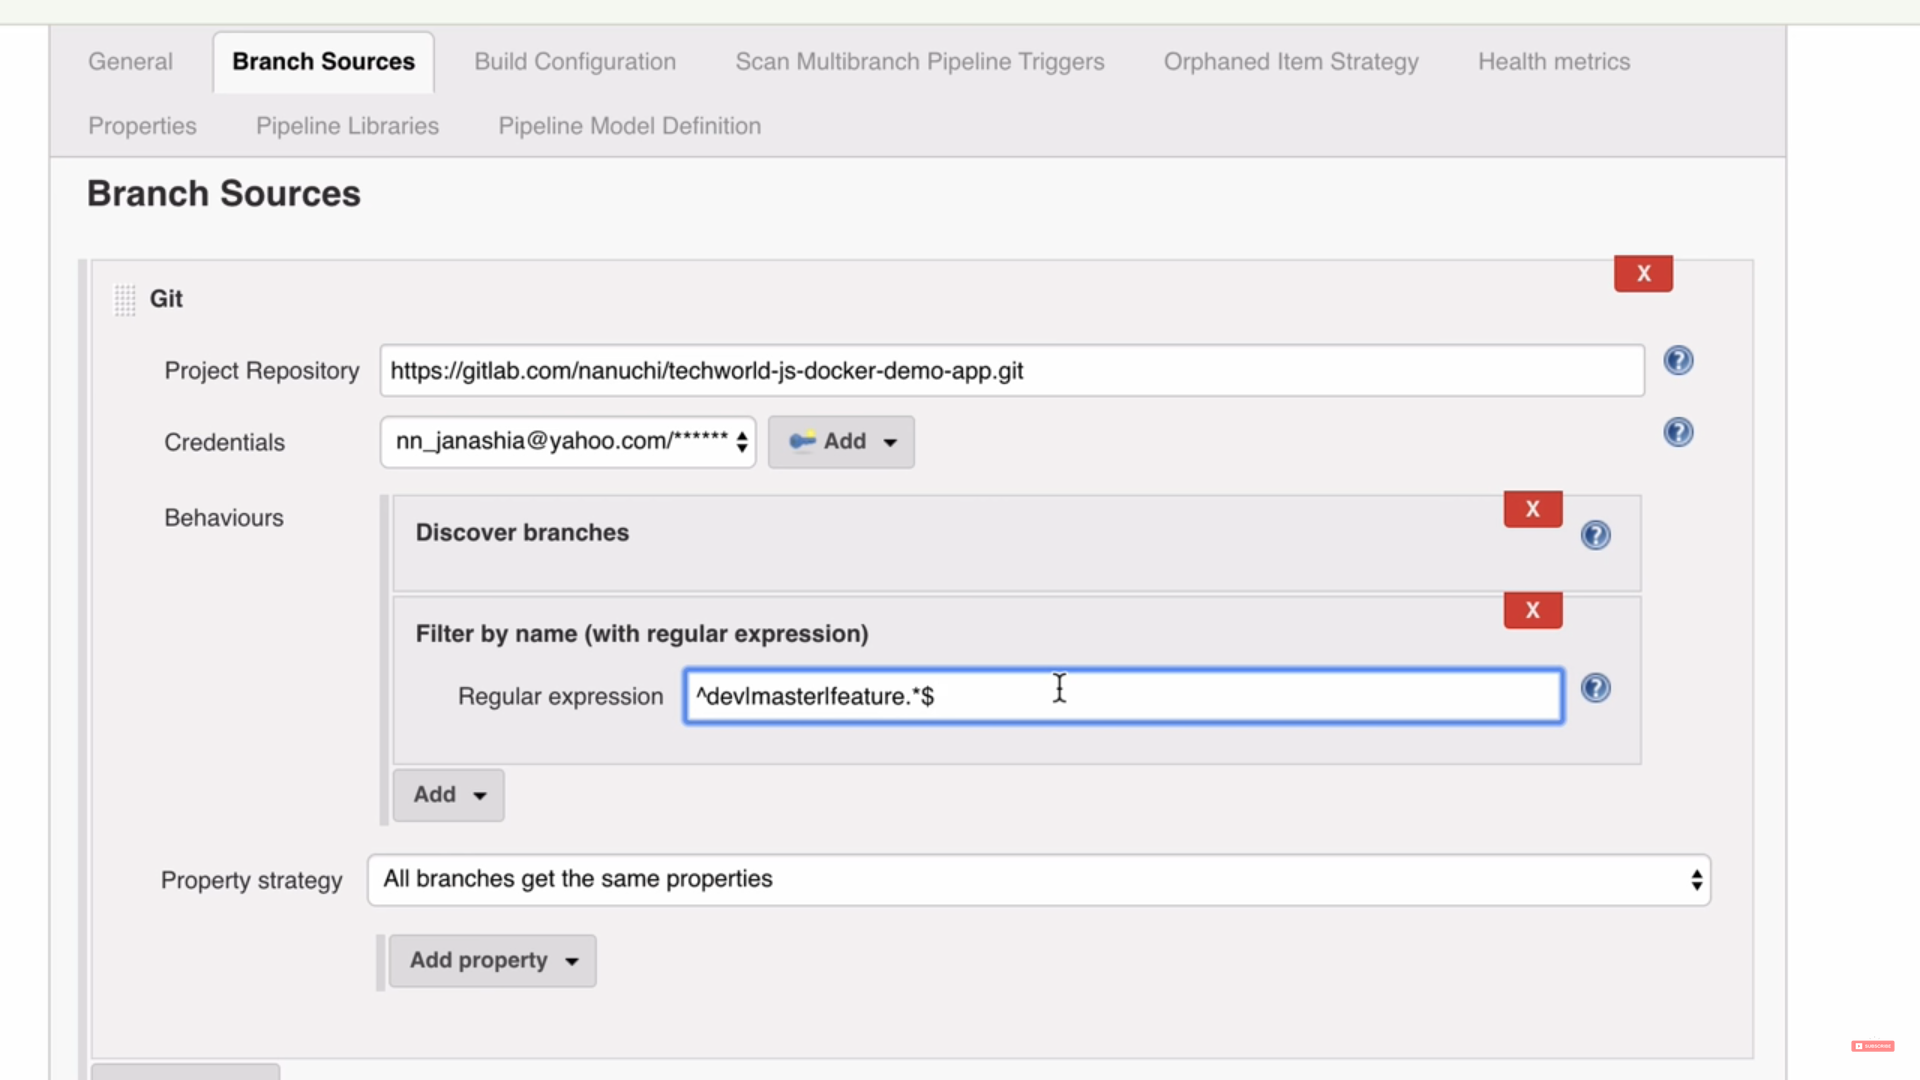 General Branch Sources Build Configuration Scan Multibranch Pipeline Triggers Orphaned Item Strategy Health metrics
Properties Pipeline Libraries Pipeline Model Definition
Branch Sources
X
Git
Project Repository https://gitlab.com/nanuchi/techworld-js-docker-demo-app.git ?
Credentials nn_janashia@yahoo.com/****** Add ?
Behaviours
X
Discover branches ?
X
Filter by name (with regular expression)
Regular expression ^dev|master|feature.*$ ?
Add
Property strategy All branches get the same properties
Add property
SUBSCRIBE